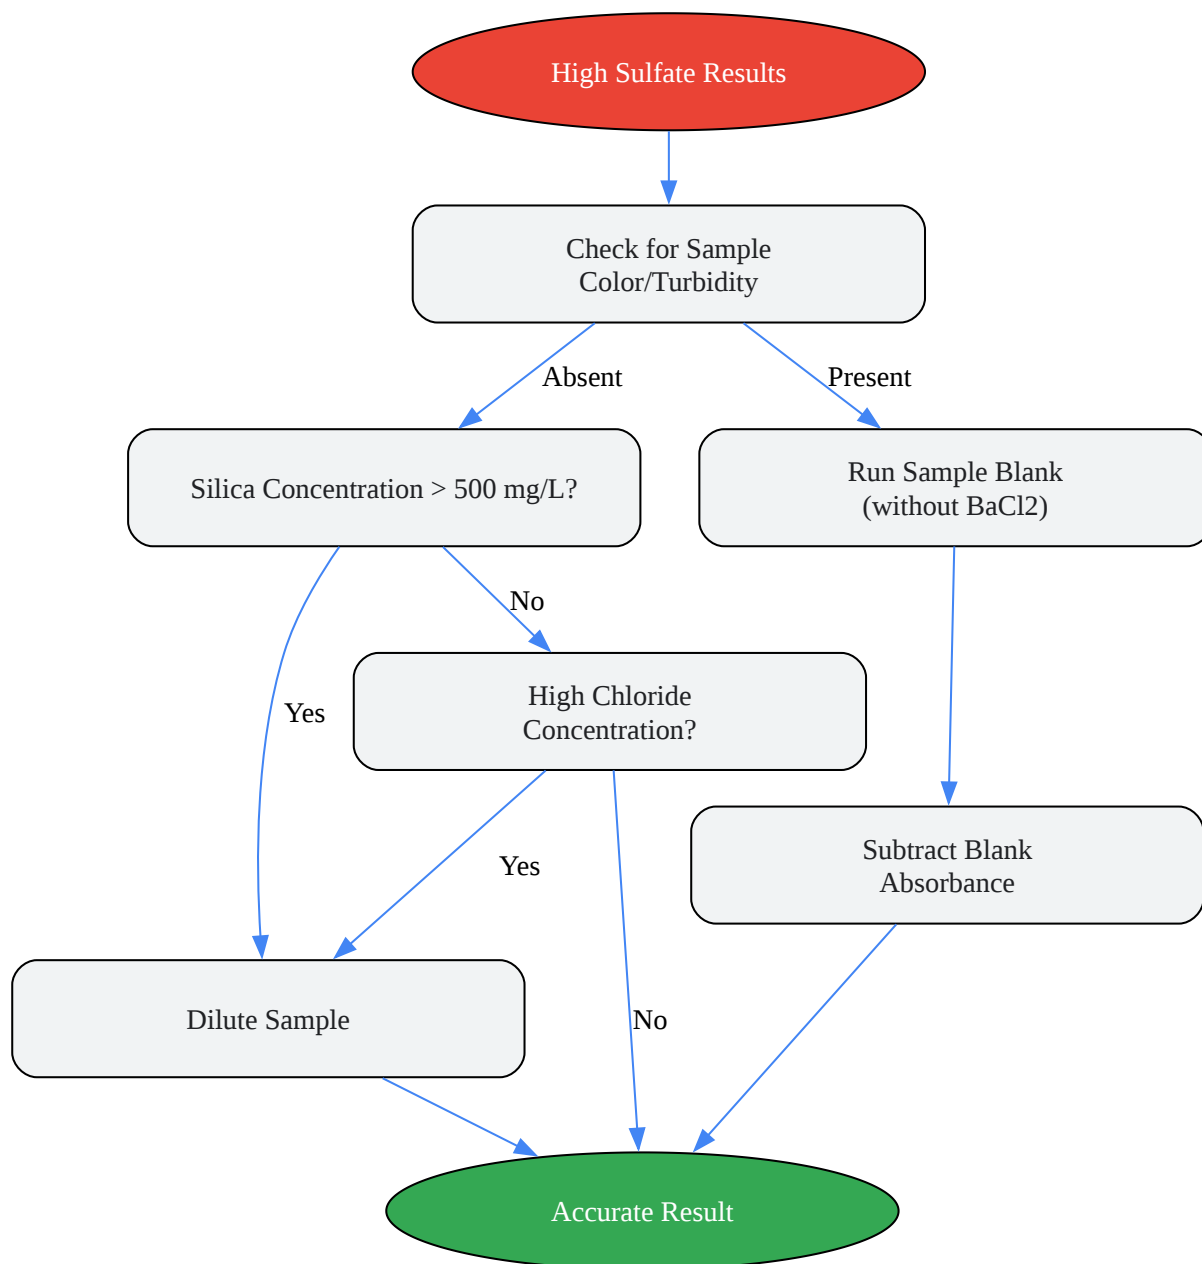 High Sulfate Results
Check for Sample
Color/Turbidity
Absent
Present
Silica Concentration > 500 mg/L?
Run Sample Blank
(without BaCl2)
No
High Chloride
Concentration?
Yes
Subtract Blank
Absorbance
Yes
Dilute Sample
No
Accurate Result